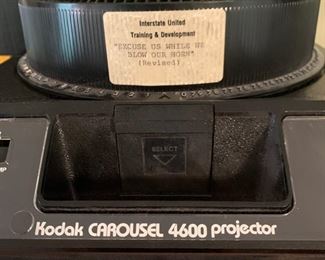 Interstate United
Training & Development
"EXCUSE US WHILE WE
BLOW OUR HORN"
(Revised)
SELECT
Kodak CAROUSEL 4600 projector